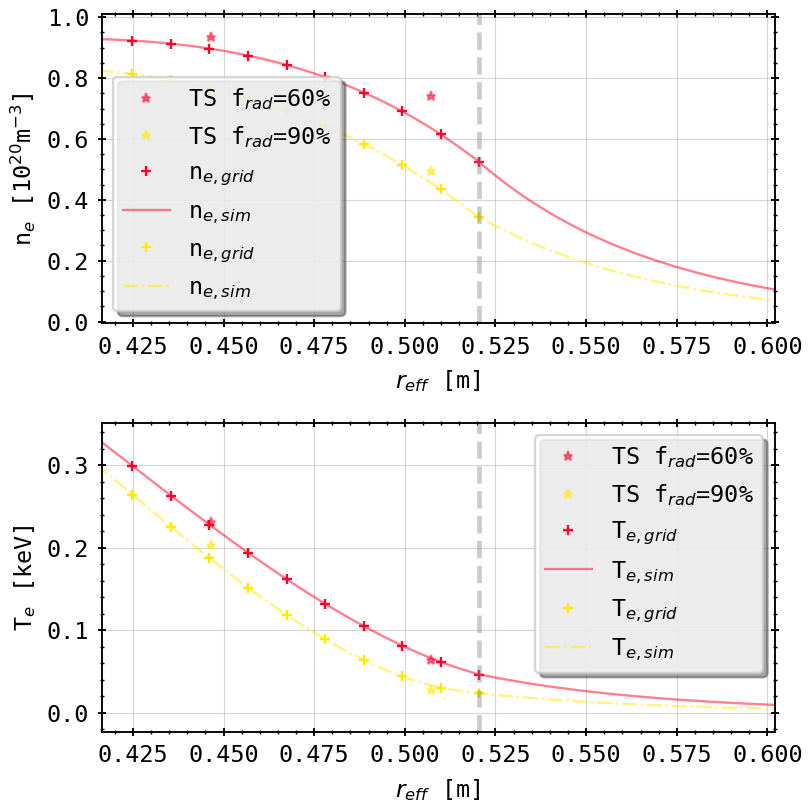 1.0
0.8
0.6
0.4
0.2
0.0
nₑ [10²⁰m⁻³]
TS f_rad=60%
TS f_rad=90%
n_e,grid
n_e,sim
n_e,grid
n_e,sim
0.425 0.450 0.475 0.500 0.525 0.550 0.575 0.600
r_eff [m]
0.3
0.2
0.1
0.0
Tₑ [keV]
TS f_rad=60%
TS f_rad=90%
T_e,grid
T_e,sim
T_e,grid
T_e,sim
0.425 0.450 0.475 0.500 0.525 0.550 0.575 0.600
r_eff [m]